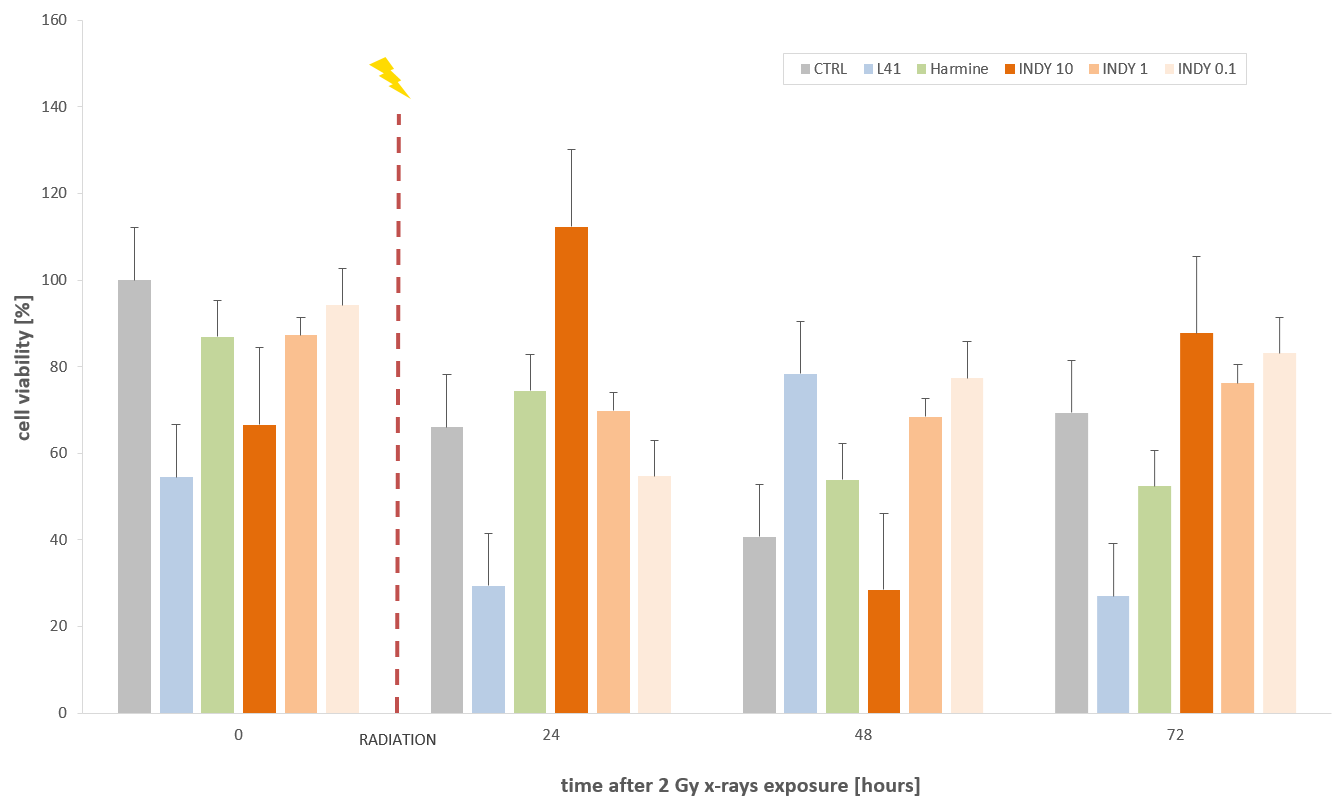 160
140
120
100
80
60
40
20
0
cell viability [%]
CTRL L41 Harmine INDY 10 INDY 1 INDY 0.1
0 RADIATION 24 48 72
time after 2 Gy x-rays exposure [hours]